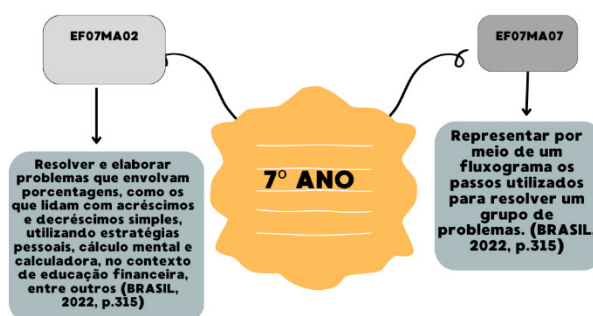 EF07MA02
Resolver e elaborar
problemas que envolvam
porcentagens, como os
que lidam com acréscimos
e decréscimos simples,
utilizando estratégias
pessoais, cálculo mental e
calculadora, no contexto
de educação financeira,
entre outros (BRASIL,
2022, p.315)
7º ANO
EF07MA07
Representar por
meio de um
fluxograma os
passos utilizados
para resolver um
grupo de
problemas. (BRASIL,
2022, p.315)